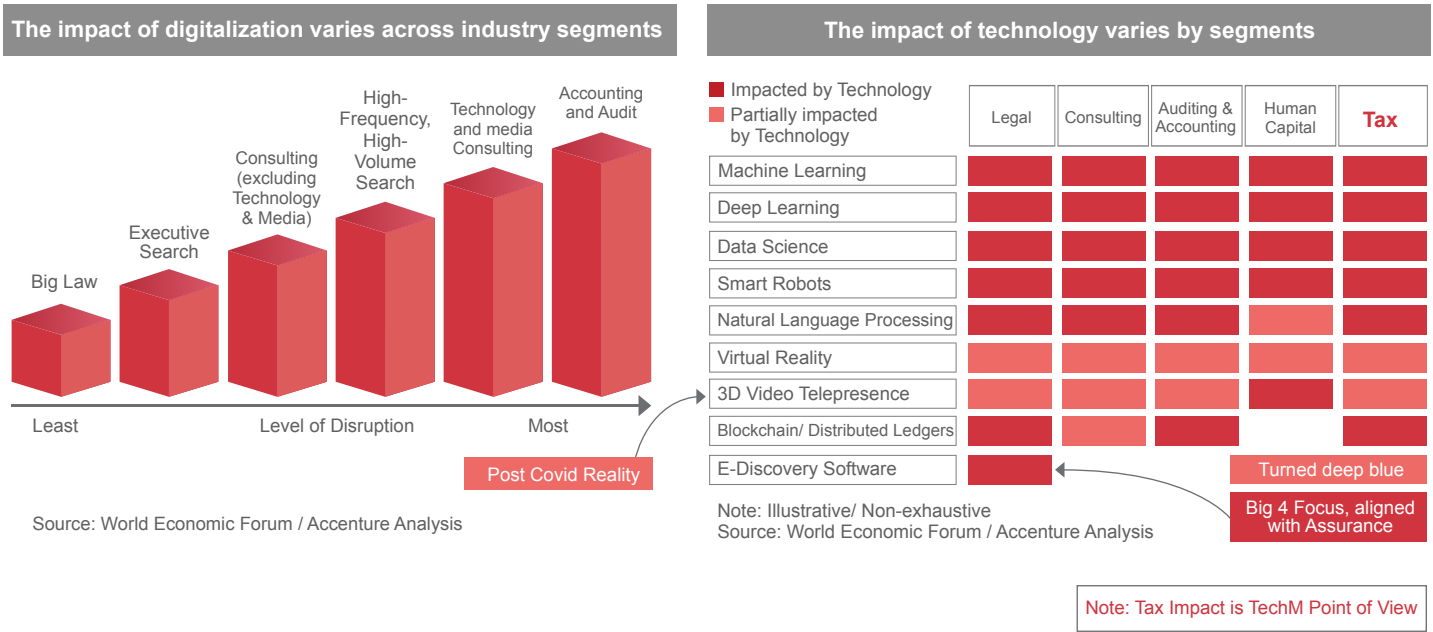 The impact of digitalization varies across industry segments
Big Law
Executive
Search
Consulting
(excluding
Technology
& Media)
High-
Frequency,
High-
Volume
Search
Technology
and media
Consulting
Accounting
and Audit
Least
Level of Disruption
Most
Post Covid Reality
Source: World Economic Forum / Accenture Analysis
The impact of technology varies by segments
Impacted by Technology
Partially impacted
by Technology
Legal
Consulting
Auditing &
Accounting
Human
Capital
Tax
Machine Learning
Deep Learning
Data Science
Smart Robots
Natural Language Processing
Virtual Reality
3D Video Telepresence
Blockchain/ Distributed Ledgers
E-Discovery Software
Turned deep blue
Big 4 Focus, aligned
with Assurance
Note: Illustrative/ Non-exhaustive
Source: World Economic Forum / Accenture Analysis
Note: Tax Impact is TechM Point of View